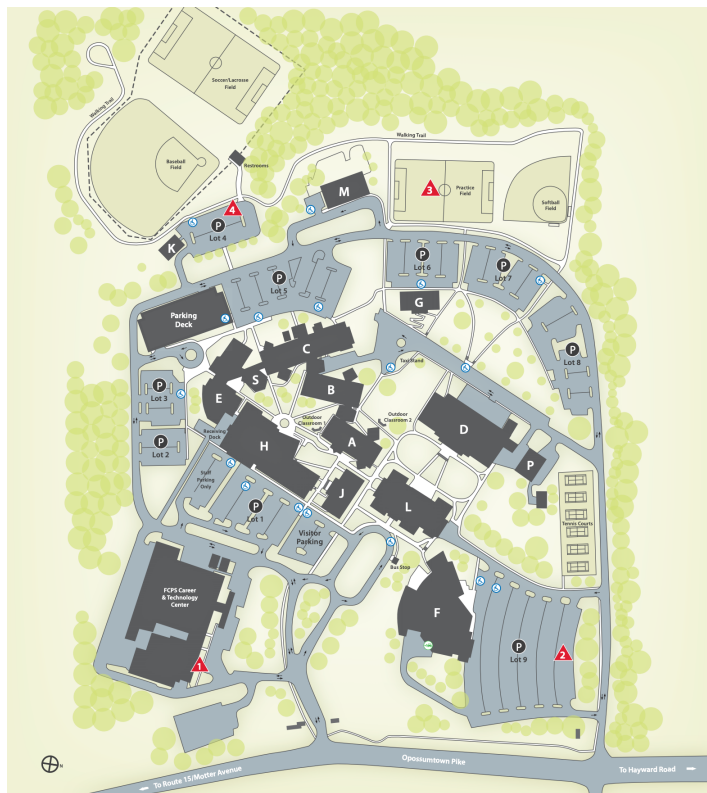 Soccer/Lacrosse
Field
Walking Trail
Baseball
Field
Restrooms
Walking Trail
M
3
Practice
Field
Softball
Field
4
P
Lot 4
K
P
Lot 5
P
Lot 6
P
Lot 7
G
Parking
Deck
P
Lot 8
C
Taxi Stand
S
B
E
P
Lot 3
Outdoor
Classroom 1
Outdoor
Classroom 2
Receiving
Dock
P
Lot 2
H
A
D
P
Staff
Parking
Only
J
L
P
Lot 1
Visitor
Parking
Tennis Courts
Bus Stop
FCPS Career
& Technology
Center
F
P
Lot 9
2
1
N
Opossumtown Pike
To Route 15/Motter Avenue
To Hayward Road